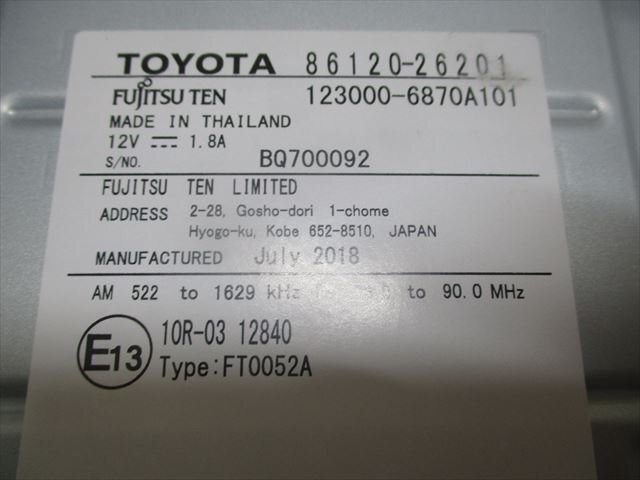 TOYOTA 86120-26201
FUJITSU TEN 123000-6870A101
MADE IN THAILAND
12V ⎓ 1.8A
S/NO. BQ700092
FUJITSU TEN LIMITED
ADDRESS 2-28, Gosho-dori 1-chome
Hyogo-ku, Kobe 652-8510, JAPAN
MANUFACTURED July 2018
AM 522 to 1629 kHz to 90.0 MHz
E13 10R-03 12840
Type:FT0052A